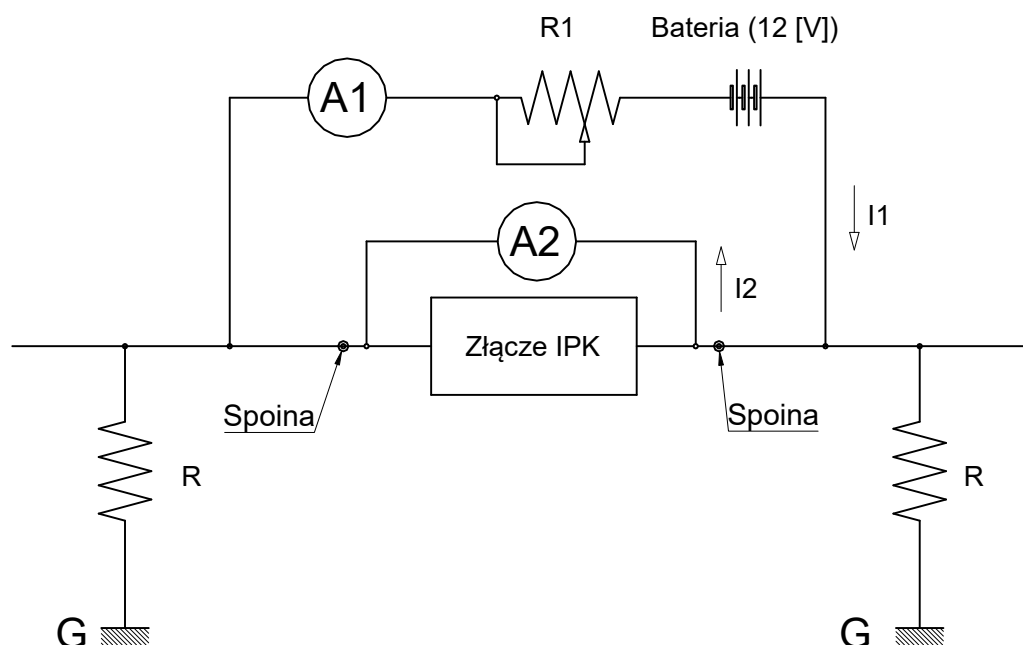 R1
Bateria (12 [V])
A1
I1
A2
I2
Złącze IPK
Spoina
Spoina
R
R
G
G